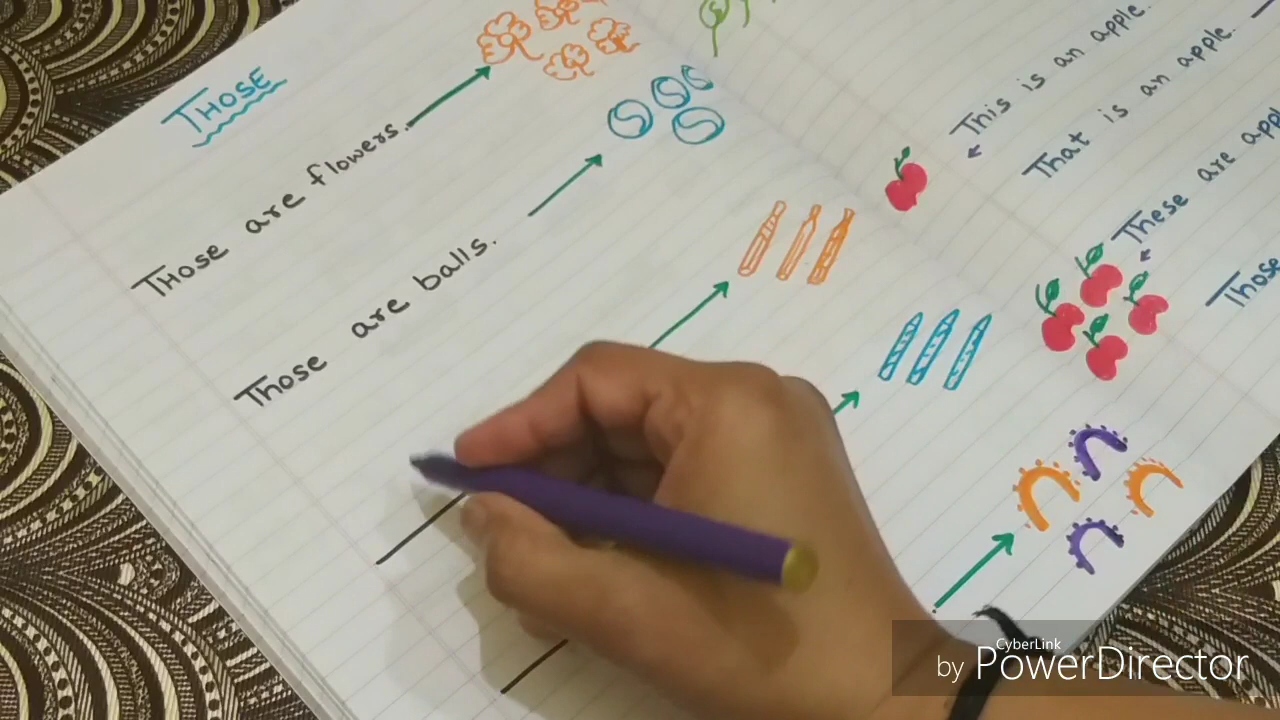 THOSE
THose are flowers.
Those are balls.
This is an apple.
That is an apple.
These are
Those
CyberLink
by PowerDirector